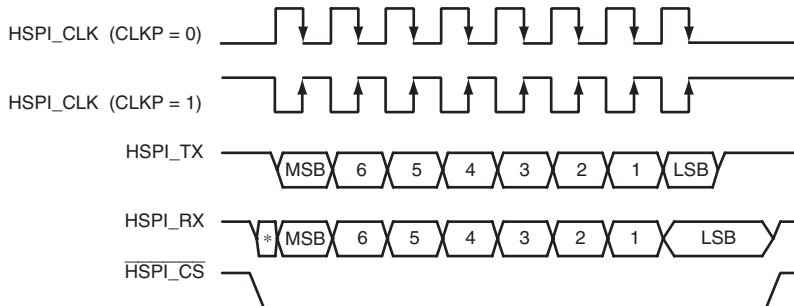 HSPI_CLK (CLKP = 0)
HSPI_CLK (CLKP = 1)
HSPI_TX
MSB 6 5 4 3 2 1 LSB
HSPI_RX
* MSB 6 5 4 3 2 1 LSB
HSPI_CS